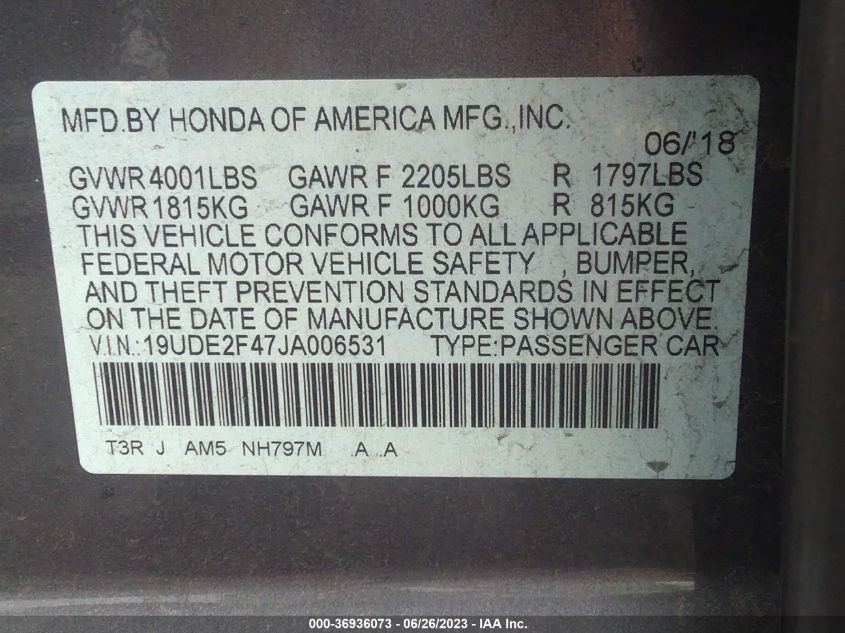 MFD.BY HONDA OF AMERICA MFG.,INC.
06/'18
GVWR 4001LBS GAWR F 2205LBS R 1797LBS
GVWR 1815KG GAWR F 1000KG R 815KG
THIS VEHICLE CONFORMS TO ALL APPLICABLE
FEDERAL MOTOR VEHICLE SAFETY , BUMPER,
AND THEFT PREVENTION STANDARDS IN EFFECT
ON THE DATE OF MANUFACTURE SHOWN ABOVE.
V.I.N.:19UDE2F47JA006531 TYPE:PASSENGER CAR
T3R J AM5 NH797M A A
000-36936073 / 06/26/2023 - IAA Inc.